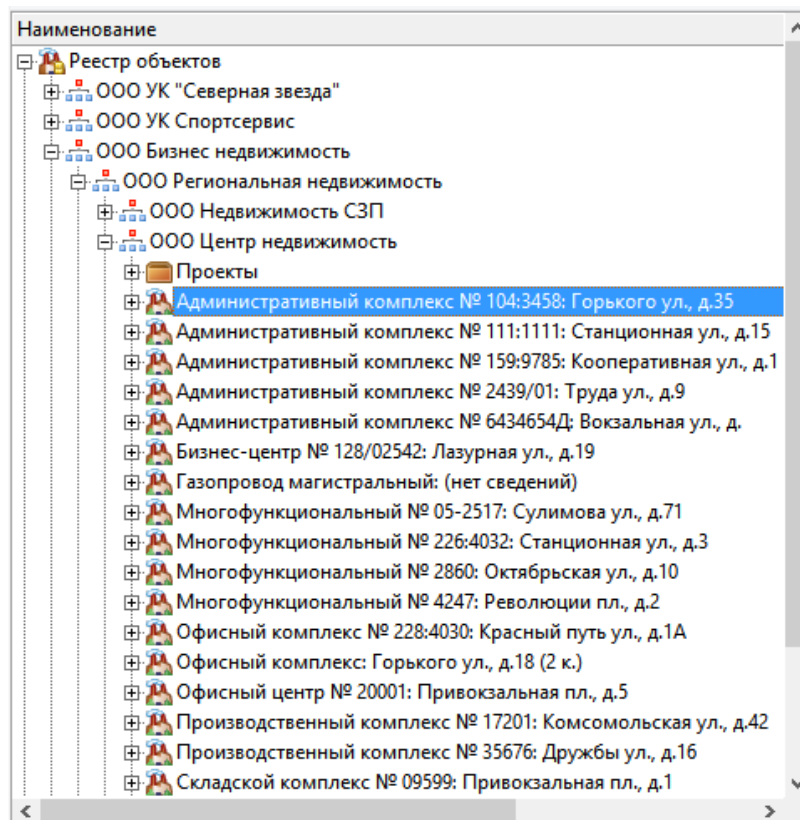 Наименование
Реестр объектов
ООО УК "Северная звезда"
ООО УК Спортсервис
ООО Бизнес недвижимость
ООО Региональная недвижимость
ООО Недвижимость СЗП
ООО Центр недвижимость
Проекты
Административный комплекс № 104:3458: Горького ул., д.35
Административный комплекс № 111:1111: Станционная ул., д.15
Административный комплекс № 159:9785: Кооперативная ул., д.1
Административный комплекс № 2439/01: Труда ул., д.9
Административный комплекс № 6434654Д: Вокзальная ул., д.
Бизнес-центр № 128/02542: Лазурная ул., д.19
Газопровод магистральный: (нет сведений)
Многофункциональный № 05-2517: Сулимова ул., д.71
Многофункциональный № 226:4032: Станционная ул., д.3
Многофункциональный № 2860: Октябрьская ул., д.10
Многофункциональный № 4247: Революции пл., д.2
Офисный комплекс № 228:4030: Красный путь ул., д.1А
Офисный комплекс: Горького ул., д.18 (2 к.)
Офисный центр № 20001: Привокзальная пл., д.5
Производственный комплекс № 17201: Комсомольская ул., д.42
Производственный комплекс № 35676: Дружбы ул., д.16
Складской комплекс № 09599: Привокзальная пл., д.1